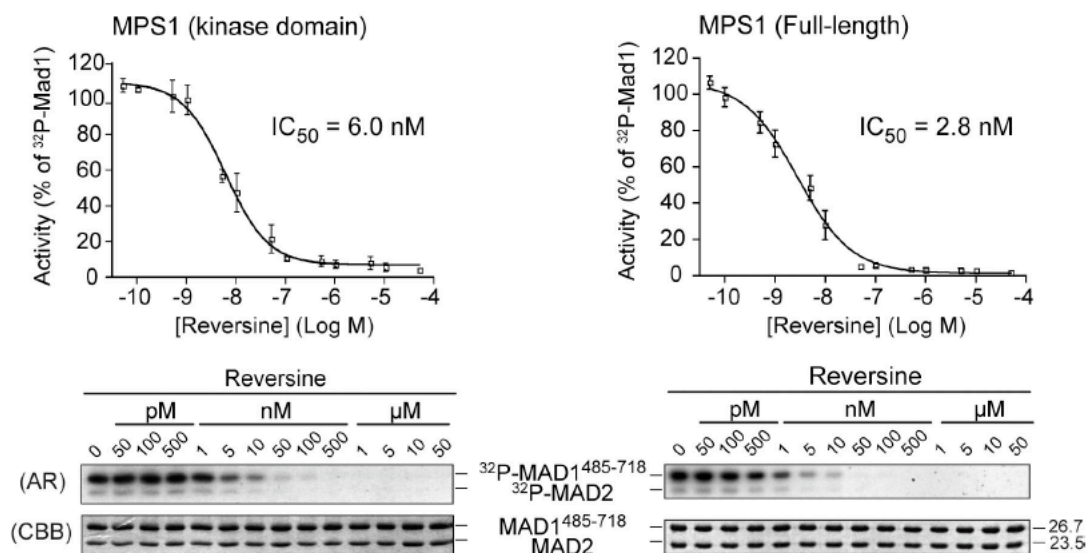 MPS1 (kinase domain)
120
100
80
60
40
20
0
Activity (% of ³²P-Mad1)
IC₅₀ = 6.0 nM
-10 -9 -8 -7 -6 -5 -4
[Reversine] (Log M)
MPS1 (Full-length)
120
100
80
60
40
20
0
Activity (% of ³²P-Mad1)
IC₅₀ = 2.8 nM
-10 -9 -8 -7 -6 -5 -4
[Reversine] (Log M)
Reversine
pM nM µM
0 50 100 500 1 5 10 50 100 500 1 5 10 50
(AR)
(CBB)
³²P-MAD1⁴⁸⁵⁻⁷¹⁸
³²P-MAD2
MAD1⁴⁸⁵⁻⁷¹⁸
MAD2
Reversine
pM nM µM
0 50 100 500 1 5 10 50 100 500 1 5 10 50
26.7
23.5